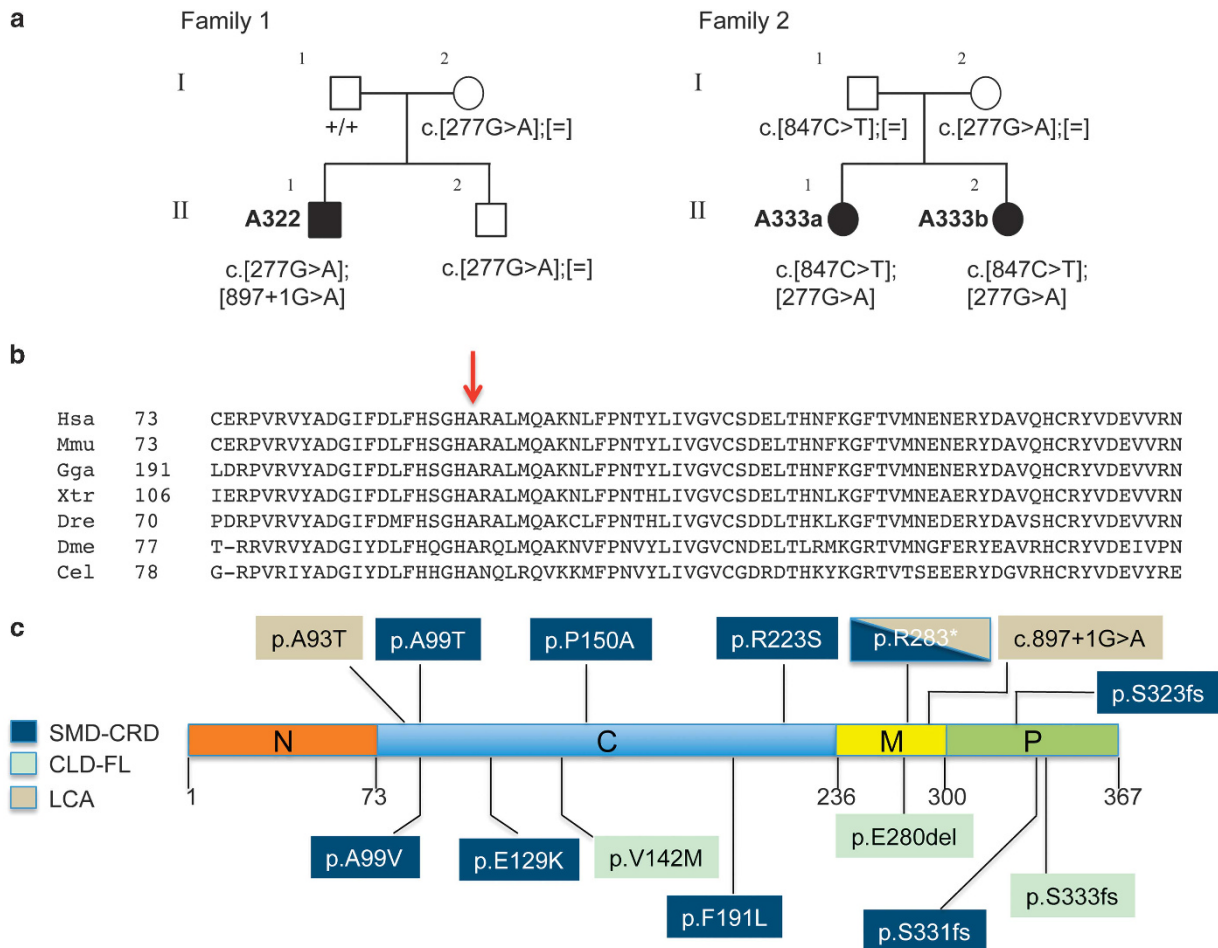 a
Family 1 Family 2
1 2 1 2
I I
+/+ c.[277G>A];[=] c.[847C>T];[=] c.[277G>A];[=]
1 2 1 2
II A322 II A333a A333b
c.[277G>A]; c.[277G>A];[=] c.[847C>T]; c.[847C>T];
[897+1G>A] [277G>A] [277G>A]
b
Hsa 73 CERPVRVYADGIFDLFHSGHARALMQAKNLFPNTYLIVGVCSDELTHNFKGFTVMNENERYDAVQHCRYVDEVVRN
Mmu 73 CERPVRVYADGIFDLFHSGHARALMQAKNLFPNTYLIVGVCSDELTHNFKGFTVMNENERYDAVQHCRYVDEVVRN
Gga 191 LDRPVRVYADGIFDLFHSGHARALMQAKNLFPNTYLIVGVCSDELTHNFKGFTVMNENERYDAVQHCRYVDEVVRN
Xtr 106 IERPVRVYADGIFDLFHSGHARALMQAKNLFPNTHLIVGVCSDELTHNLKGFTVMNEAERYDAVQHCRYVDEVVRN
Dre 70 PDRPVRVYADGIFDMFHSGHARALMQAKCLFPNTHLIVGVCSDDLTHKLKGFTVMNEDERYDAVSHCRYVDEVVRN
Dme 77 T-RRVRVYADGIYDLFHQGHARQLMQAKNVFPNVYLIVGVCNDELTLRMKGRTVMNGFERYEAVRHCRYVDEIVPN
Cel 78 G-RPVRIYADGIYDLFHHGHANQLRQVKKMFPNVYLIVGVCGDRDTHKYKGRTVTSEEERYDGVRHCRYVDEVYRE
c
p.A93T p.A99T p.P150A p.R223S p.R283* c.897+1G>A
p.S323fs
SMD-CRD
CLD-FL
LCA
N C M P
1 73 236 300 367
p.A99V p.E129K p.V142M p.E280del
p.F191L p.S331fs p.S333fs